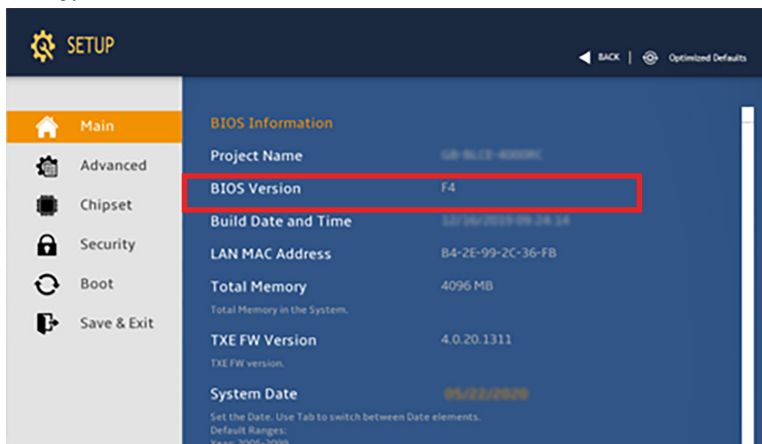 SETUP
BACK | Optimized Defaults
Main
Advanced
Chipset
Security
Boot
Save & Exit
BIOS Information
Project Name
BIOS Version F4
Build Date and Time
LAN MAC Address B4-2E-99-2C-36-FB
Total Memory 4096 MB
Total Memory in the System.
TXE FW Version 4.0.20.1311
TXE FW version.
System Date 05/22/2020
Set the Date. Use Tab to switch between Date elements.
Default Ranges: